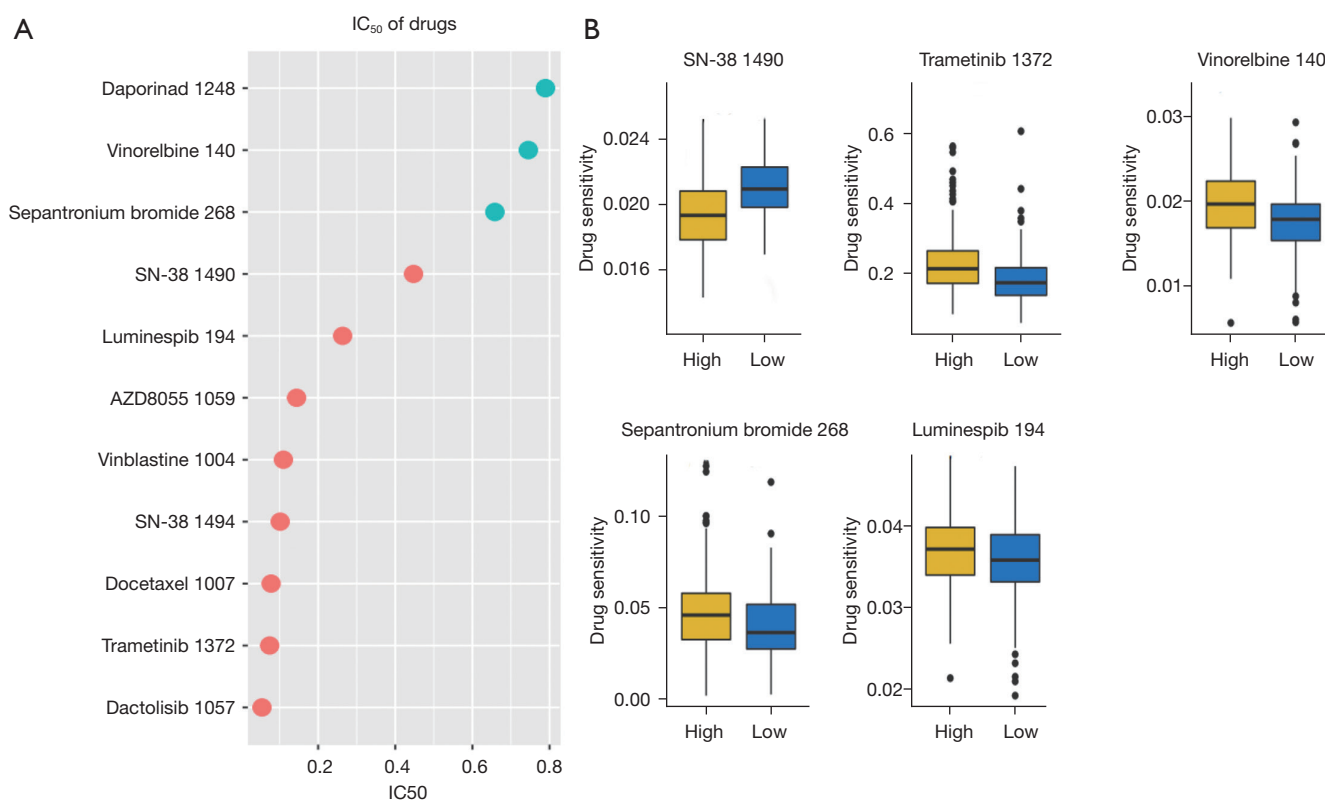 A
IC50 of drugs
Daporinad 1248
Vinorelbine 140
Sepantronium bromide 268
SN-38 1490
Luminespib 194
AZD8055 1059
Vinblastine 1004
SN-38 1494
Docetaxel 1007
Trametinib 1372
Dactolisib 1057
0.2 0.4 0.6 0.8
IC50
B
SN-38 1490
Drug sensitivity
0.024
0.020
0.016
High Low
Trametinib 1372
Drug sensitivity
0.6
0.4
0.2
High Low
Vinorelbine 140
Drug sensitivity
0.03
0.02
0.01
High Low
Sepantronium bromide 268
Drug sensitivity
0.10
0.05
0.00
High Low
Luminespib 194
Drug sensitivity
0.04
0.03
0.02
High Low